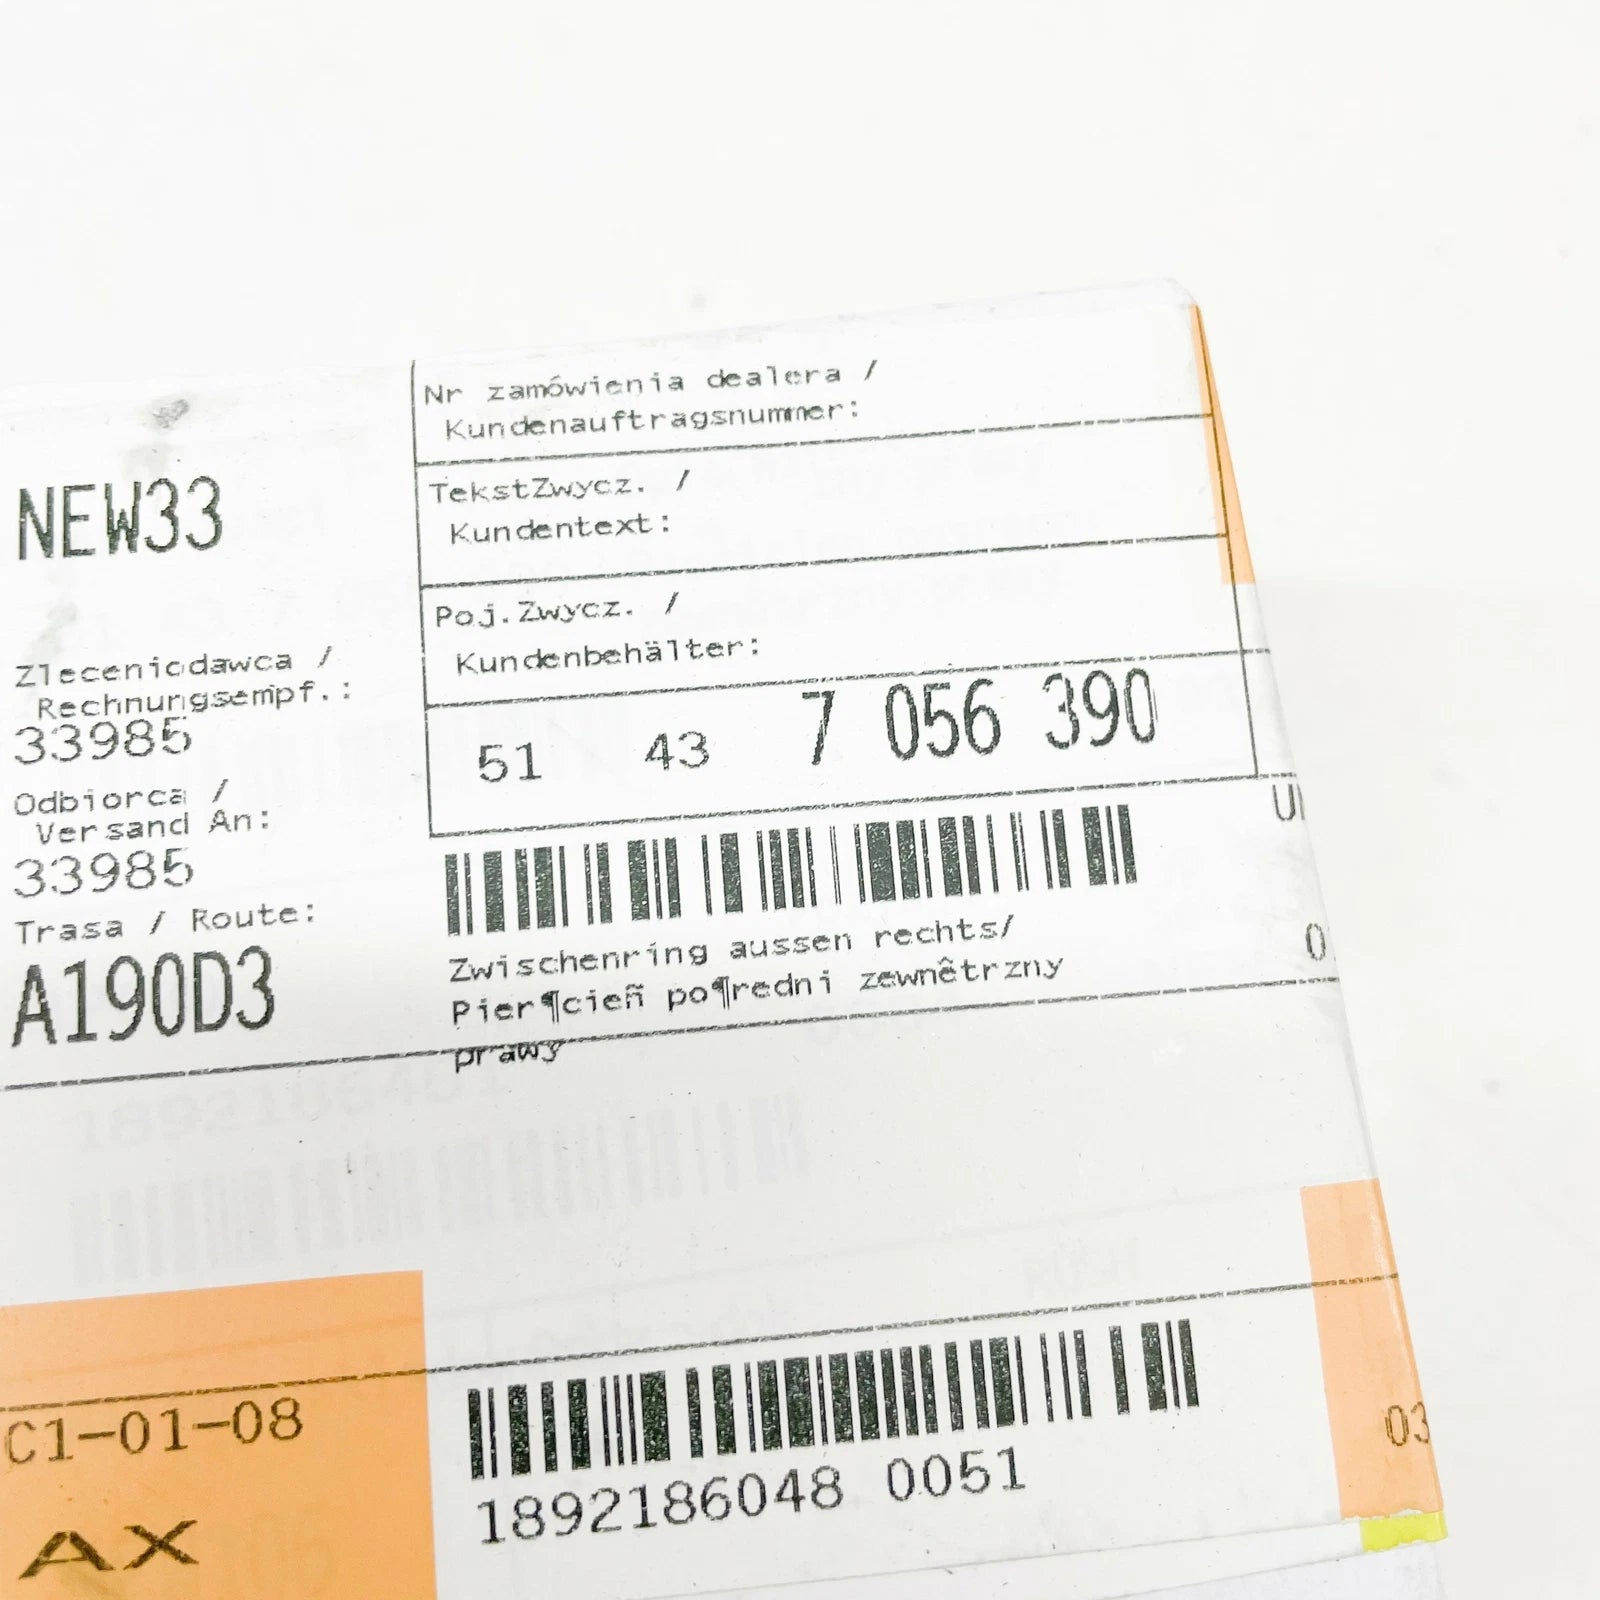 NEW33
Zleceniodawca /
Rechnungsempf.:
33985
Odbiorca /
Versand An:
33985
Trasa / Route:
A190D3
Nr zamówienia dealera /
Kundenauftragsnummer:
TekstZwycz. /
Kundentext:
Poj.Zwycz. /
Kundenbehälter:
51 43 7 056 390
Zwischenring aussen rechts/
Pier¶cieñ po¶redni zewnêtrzny
prawy
C1-01-08
AX
1892186048 0051
03